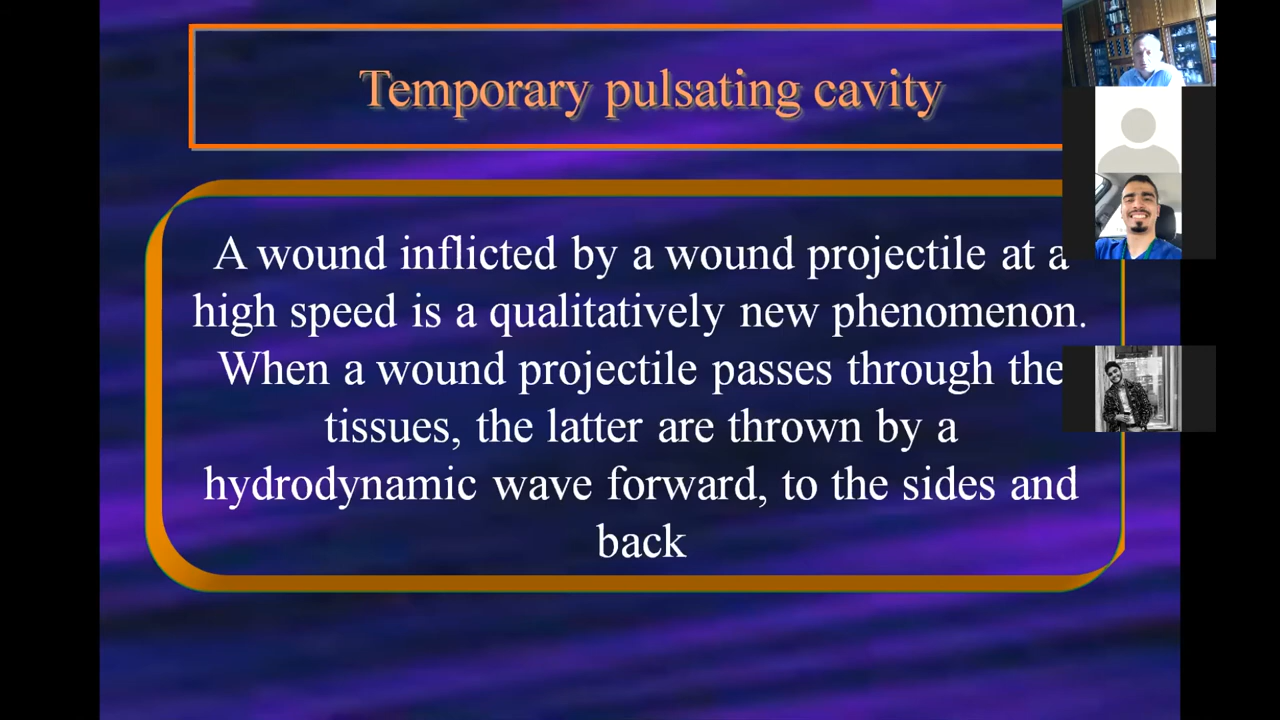 Temporary pulsating cavity
A wound inflicted by a wound projectile at a
high speed is a qualitatively new phenomenon.
When a wound projectile passes through the
tissues, the latter are thrown by a
hydrodynamic wave forward, to the sides and
back